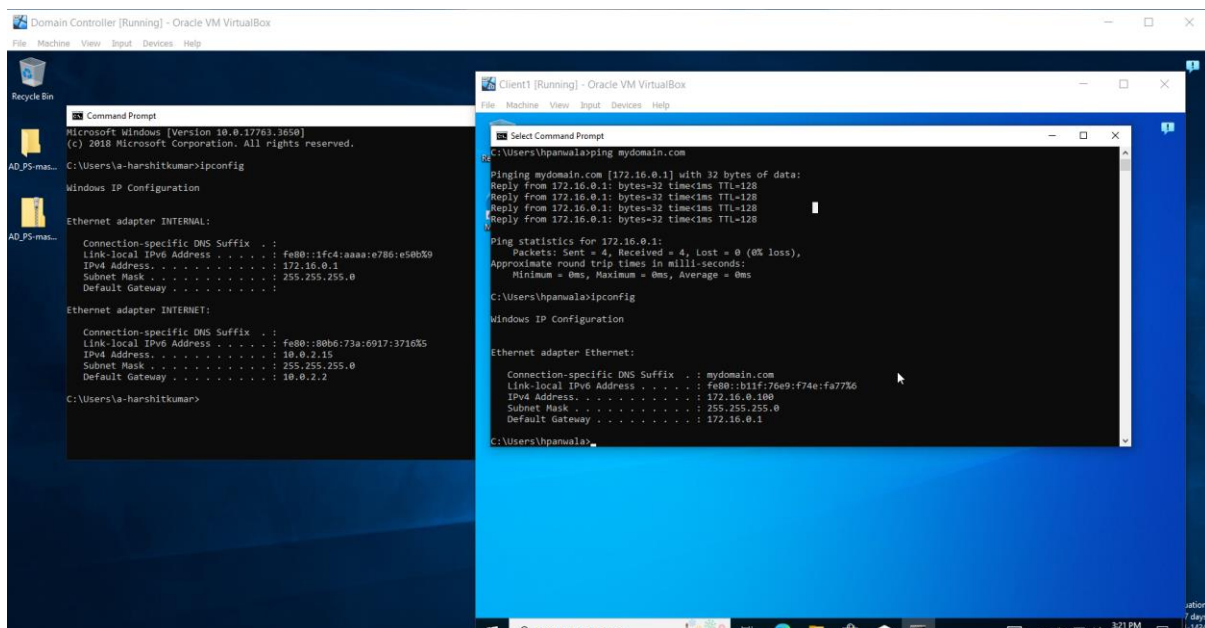 Domain Controller [Running] - Oracle VM VirtualBox
File Machine View Input Devices Help
Recycle Bin
AD_PS-mas...
AD_PS-mas...
Command Prompt
Microsoft Windows [Version 10.0.17763.3650]
(c) 2018 Microsoft Corporation. All rights reserved.
C:\Users\a-harshitkumar>ipconfig
Windows IP Configuration
Ethernet adapter INTERNAL:
Connection-specific DNS Suffix . :
Link-local IPv6 Address . . . . . : fe80::1fc4:aaaa:e786:e50b%9
IPv4 Address. . . . . . . . . . . : 172.16.0.1
Subnet Mask . . . . . . . . . . . : 255.255.255.0
Default Gateway . . . . . . . . . :
Ethernet adapter INTERNET:
Connection-specific DNS Suffix . :
Link-local IPv6 Address . . . . . : fe80::80b6:73a:6917:3716%5
IPv4 Address. . . . . . . . . . . : 10.0.2.15
Subnet Mask . . . . . . . . . . . : 255.255.255.0
Default Gateway . . . . . . . . . : 10.0.2.2
C:\Users\a-harshitkumar>
Client1 [Running] - Oracle VM VirtualBox
File Machine View Input Devices Help
Select Command Prompt
C:\Users\hpanwala>ping mydomain.com
Pinging mydomain.com [172.16.0.1] with 32 bytes of data:
Reply from 172.16.0.1: bytes=32 time<1ms TTL=128
Reply from 172.16.0.1: bytes=32 time<1ms TTL=128
Reply from 172.16.0.1: bytes=32 time<1ms TTL=128
Reply from 172.16.0.1: bytes=32 time<1ms TTL=128
Ping statistics for 172.16.0.1:
Packets: Sent = 4, Received = 4, Lost = 0 (0% loss),
Approximate round trip times in milli-seconds:
Minimum = 0ms, Maximum = 0ms, Average = 0ms
C:\Users\hpanwala>ipconfig
Windows IP Configuration
Ethernet adapter Ethernet:
Connection-specific DNS Suffix . : mydomain.com
Link-local IPv6 Address . . . . . : fe80::b11f:76e9:f74e:fa77%6
IPv4 Address. . . . . . . . . . . : 172.16.0.100
Subnet Mask . . . . . . . . . . . : 255.255.255.0
Default Gateway . . . . . . . . . : 172.16.0.1
C:\Users\hpanwala>
3:21 PM